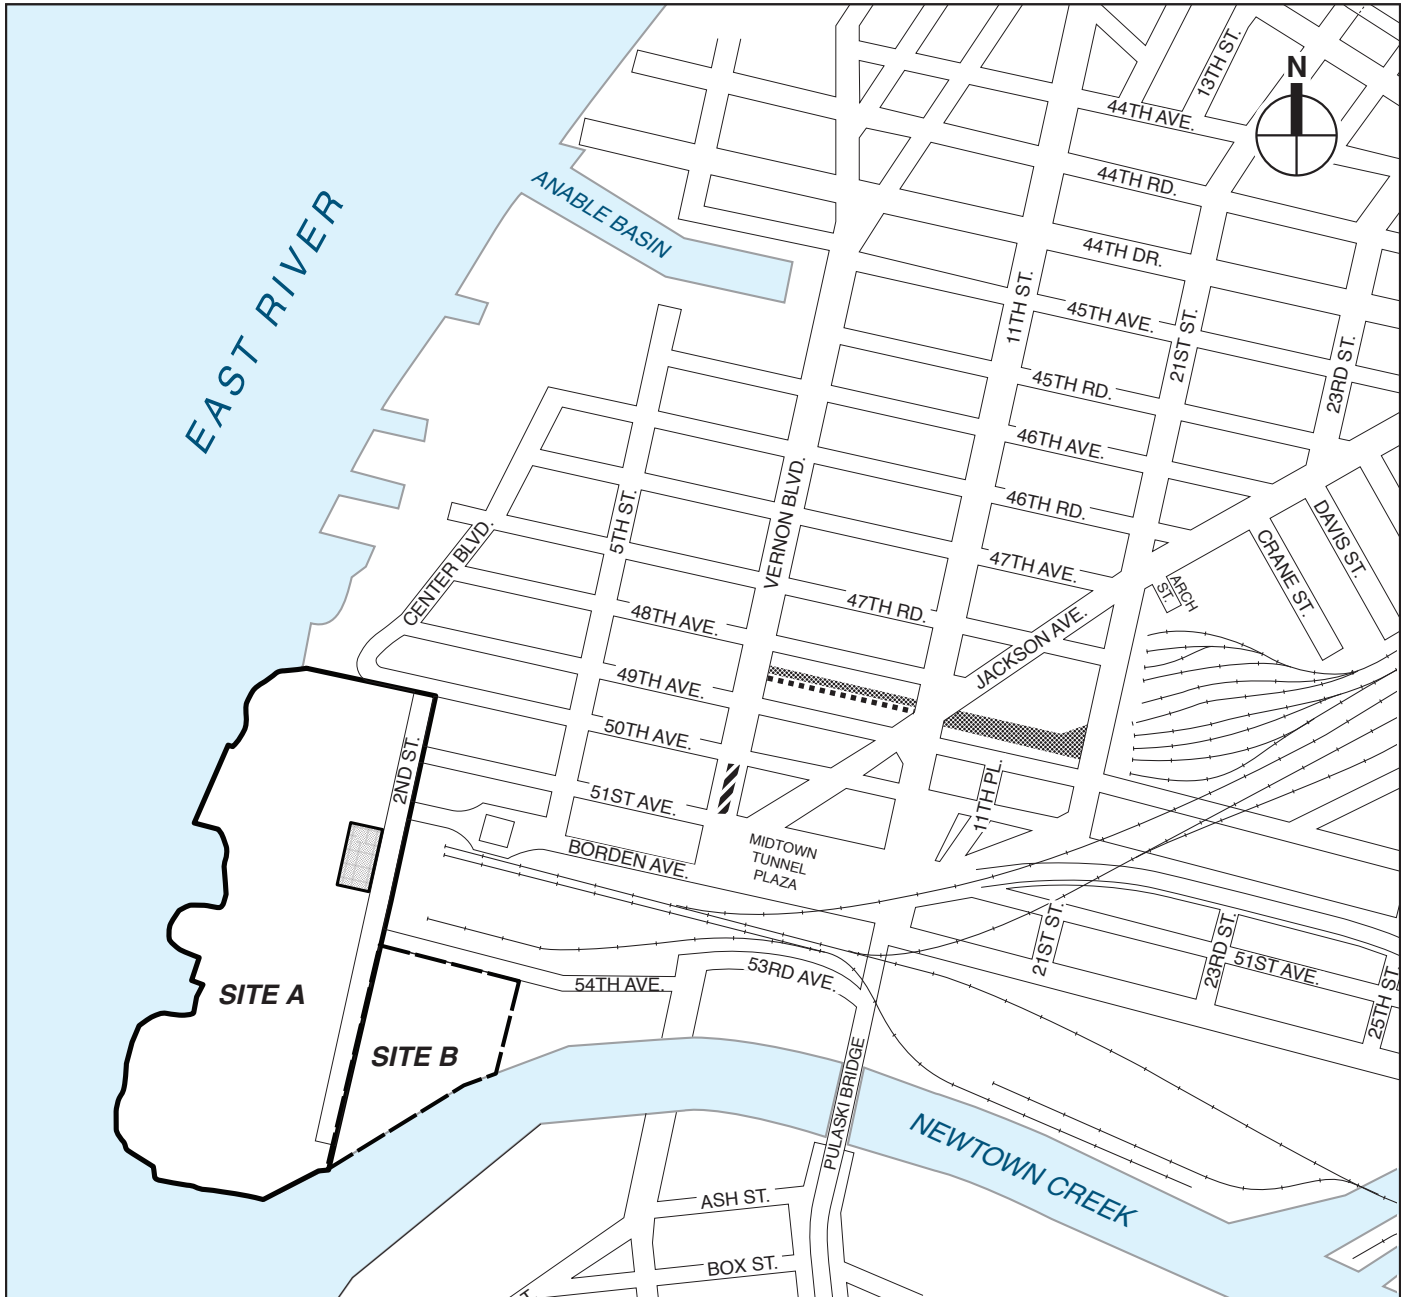 13TH ST.
N
44TH AVE.
44TH RD.
ANABLE BASIN
EAST RIVER
44TH DR.
11TH ST.
45TH AVE.
21ST ST.
23RD ST.
45TH RD.
46TH AVE.
VERNON BLVD.
46TH RD.
5TH ST.
DAVIS ST.
CRANE ST.
CENTER BLVD.
47TH AVE.
ARCH
ST.
47TH RD.
48TH AVE.
JACKSON AVE.
49TH AVE.
50TH AVE.
2ND ST.
11TH PL.
51ST AVE.
BORDEN AVE.
MIDTOWN
TUNNEL
PLAZA
21ST ST.
23RD ST.
51ST AVE.
25TH ST.
53RD AVE.
54TH AVE.
SITE A
SITE B
PULASKI BRIDGE
NEWTOWN CREEK
ASH ST.
BOX ST.